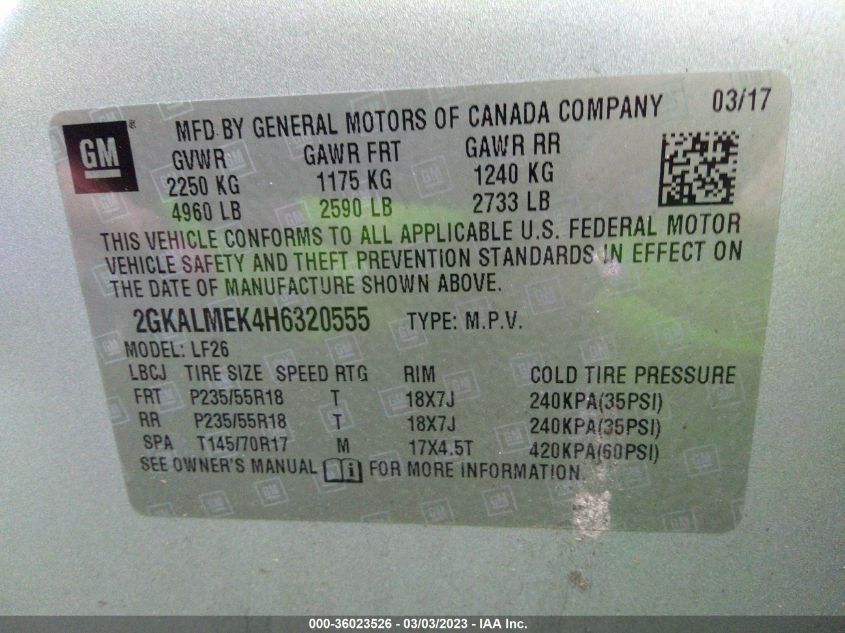 GM ® MFD BY GENERAL MOTORS OF CANADA COMPANY 03/17
GVWR GAWR FRT GAWR RR
2250 KG 1175 KG 1240 KG
4960 LB 2590 LB 2733 LB
THIS VEHICLE CONFORMS TO ALL APPLICABLE U.S. FEDERAL MOTOR
VEHICLE SAFETY AND THEFT PREVENTION STANDARDS IN EFFECT ON
THE DATE OF MANUFACTURE SHOWN ABOVE.
2GKALMEK4H6320555 TYPE: M.P.V.
MODEL: LF26
LBCJ TIRE SIZE SPEED RTG RIM COLD TIRE PRESSURE
FRT P235/55R18 T 18X7J 240KPA(35PSI)
RR P235/55R18 T 18X7J 240KPA(35PSI)
SPA T145/70R17 M 17X4.5T 420KPA(60PSI)
SEE OWNER'S MANUAL i FOR MORE INFORMATION.
000-36023526 - 03/03/2023 - IAA Inc.